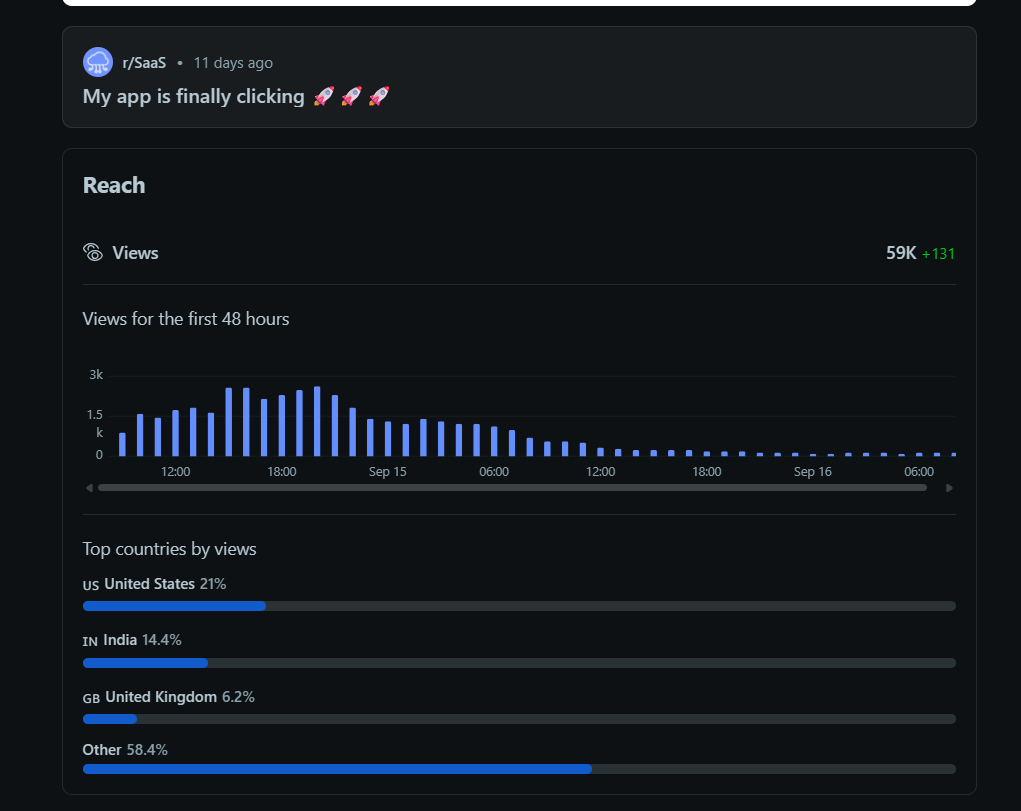 r/SaaS • 11 days ago
My app is finally clicking 🚀 🚀 🚀
Reach
Views 59K +131
Views for the first 48 hours
3k
1.5
k
0
12:00 18:00 Sep 15 06:00 12:00 18:00 Sep 16 06:00
Top countries by views
US United States 21%
IN India 14.4%
GB United Kingdom 6.2%
Other 58.4%